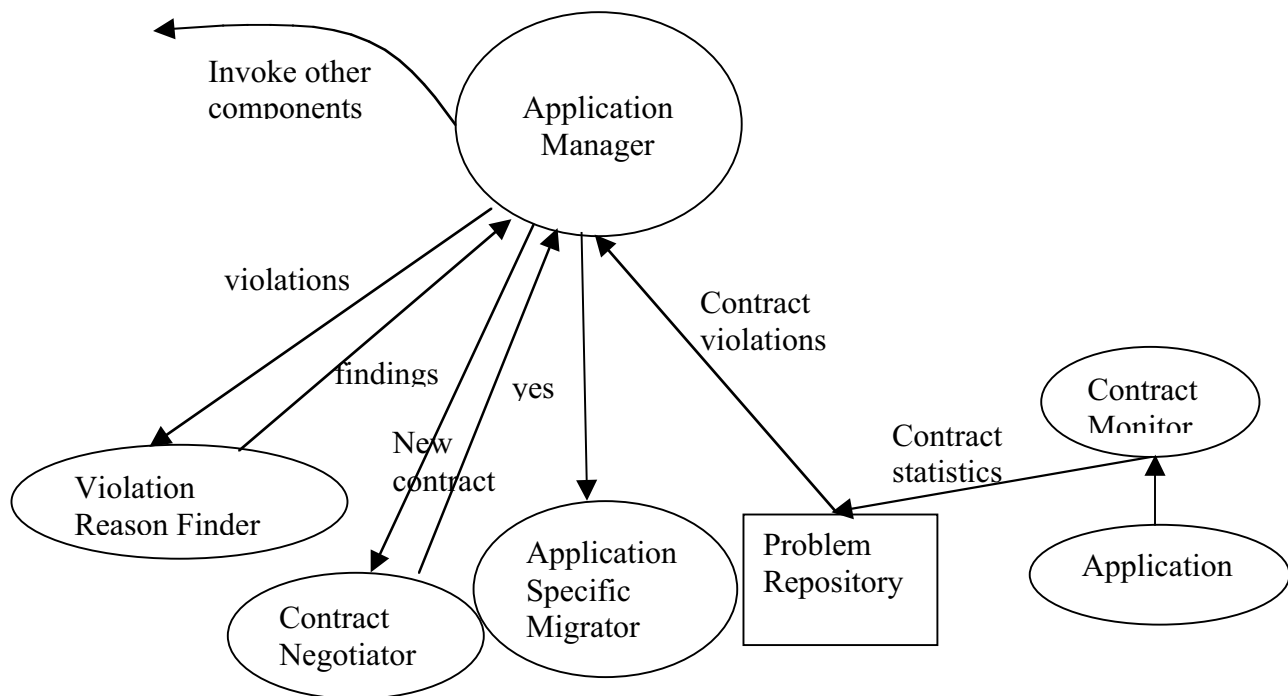 Invoke other
components
Application
Manager
violations
Contract
violations
findings
yes
Contract
Monitor
New
contract
Contract
statistics
Violation
Reason Finder
Application
Specific
Migrator
Problem
Repository
Application
Contract
Negotiator